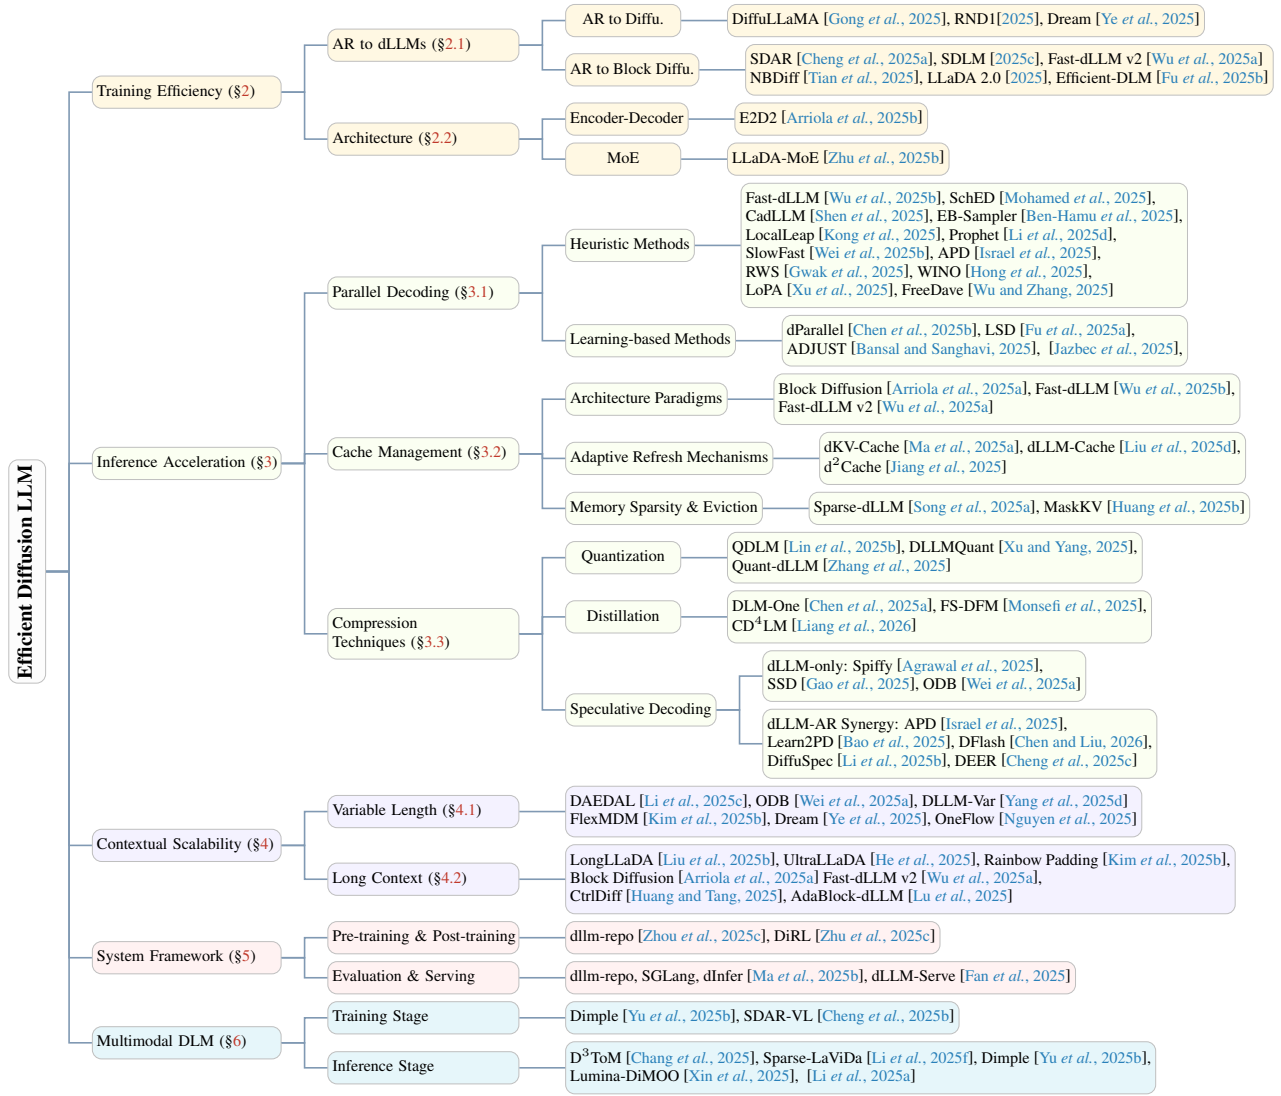 Efficient Diffusion LLM
Training Efficiency (§2)
AR to dLLMs (§2.1)
AR to Diffu.
DiffuLLaMA [Gong et al., 2025], RND1[2025], Dream [Ye et al., 2025]
AR to Block Diffu.
SDAR [Cheng et al., 2025a], SDLM [2025c], Fast-dLLM v2 [Wu et al., 2025a]
NBDiff [Tian et al., 2025], LLaDA 2.0 [2025], Efficient-DLM [Fu et al., 2025b]
Architecture (§2.2)
Encoder-Decoder
E2D2 [Arriola et al., 2025b]
MoE
LLaDA-MoE [Zhu et al., 2025b]
Inference Acceleration (§3)
Parallel Decoding (§3.1)
Heuristic Methods
Fast-dLLM [Wu et al., 2025b], SchED [Mohamed et al., 2025],
CadLLM [Shen et al., 2025], EB-Sampler [Ben-Hamu et al., 2025],
LocalLeap [Kong et al., 2025], Prophet [Li et al., 2025d],
SlowFast [Wei et al., 2025b], APD [Israel et al., 2025],
RWS [Gwak et al., 2025], WINO [Hong et al., 2025],
LoPA [Xu et al., 2025], FreeDave [Wu and Zhang, 2025]
Learning-based Methods
dParallel [Chen et al., 2025b], LSD [Fu et al., 2025a],
ADJUST [Bansal and Sanghavi, 2025], [Jazbec et al., 2025],
Cache Management (§3.2)
Architecture Paradigms
Block Diffusion [Arriola et al., 2025a], Fast-dLLM [Wu et al., 2025b],
Fast-dLLM v2 [Wu et al., 2025a]
Adaptive Refresh Mechanisms
dKV-Cache [Ma et al., 2025a], dLLM-Cache [Liu et al., 2025d],
d²Cache [Jiang et al., 2025]
Memory Sparsity & Eviction
Sparse-dLLM [Song et al., 2025a], MaskKV [Huang et al., 2025b]
Compression
Techniques (§3.3)
Quantization
QDLM [Lin et al., 2025b], DLLMQuant [Xu and Yang, 2025],
Quant-dLLM [Zhang et al., 2025]
Distillation
DLM-One [Chen et al., 2025a], FS-DFM [Monsefi et al., 2025],
CD⁴LM [Liang et al., 2026]
Speculative Decoding
dLLM-only: Spiffy [Agrawal et al., 2025],
SSD [Gao et al., 2025], ODB [Wei et al., 2025a]
dLLM-AR Synergy: APD [Israel et al., 2025],
Learn2PD [Bao et al., 2025], DFlash [Chen and Liu, 2026],
DiffuSpec [Li et al., 2025b], DEER [Cheng et al., 2025c]
Contextual Scalability (§4)
Variable Length (§4.1)
DAEDAL [Li et al., 2025c], ODB [Wei et al., 2025a], DLLM-Var [Yang et al., 2025d]
FlexMDM [Kim et al., 2025b], Dream [Ye et al., 2025], OneFlow [Nguyen et al., 2025]
Long Context (§4.2)
LongLLaDA [Liu et al., 2025b], UltraLLaDA [He et al., 2025], Rainbow Padding [Kim et al., 2025b],
Block Diffusion [Arriola et al., 2025a] Fast-dLLM v2 [Wu et al., 2025a],
CtrlDiff [Huang and Tang, 2025], AdaBlock-dLLM [Lu et al., 2025]
System Framework (§5)
Pre-training & Post-training
dllm-repo [Zhou et al., 2025c], DiRL [Zhu et al., 2025c]
Evaluation & Serving
dllm-repo, SGLang, dInfer [Ma et al., 2025b], dLLM-Serve [Fan et al., 2025]
Multimodal DLM (§6)
Training Stage
Dimple [Yu et al., 2025b], SDAR-VL [Cheng et al., 2025b]
Inference Stage
D³ToM [Chang et al., 2025], Sparse-LaViDa [Li et al., 2025f], Dimple [Yu et al., 2025b],
Lumina-DiMOO [Xin et al., 2025], [Li et al., 2025a]